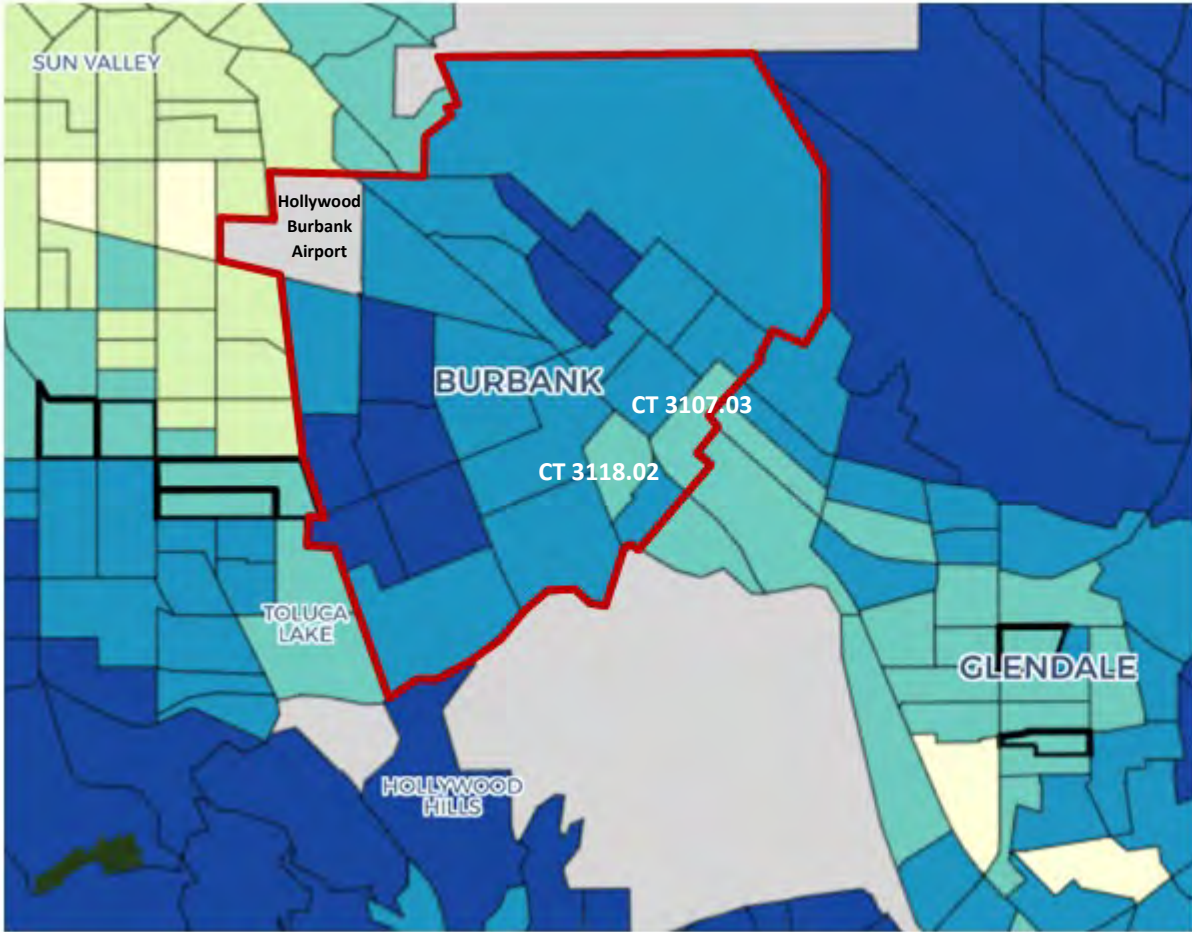 SUN VALLEY
Hollywood
Burbank
Airport
BURBANK
CT 3107.03
CT 3118.02
TOLUCA
LAKE
GLENDALE
HOLLYWOOD
HILLS